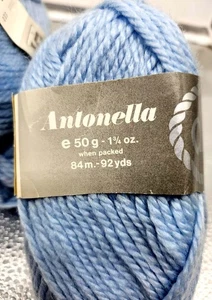 Antonella
e 50 g - 1¾ oz.
when packed
84 m. - 92 yds